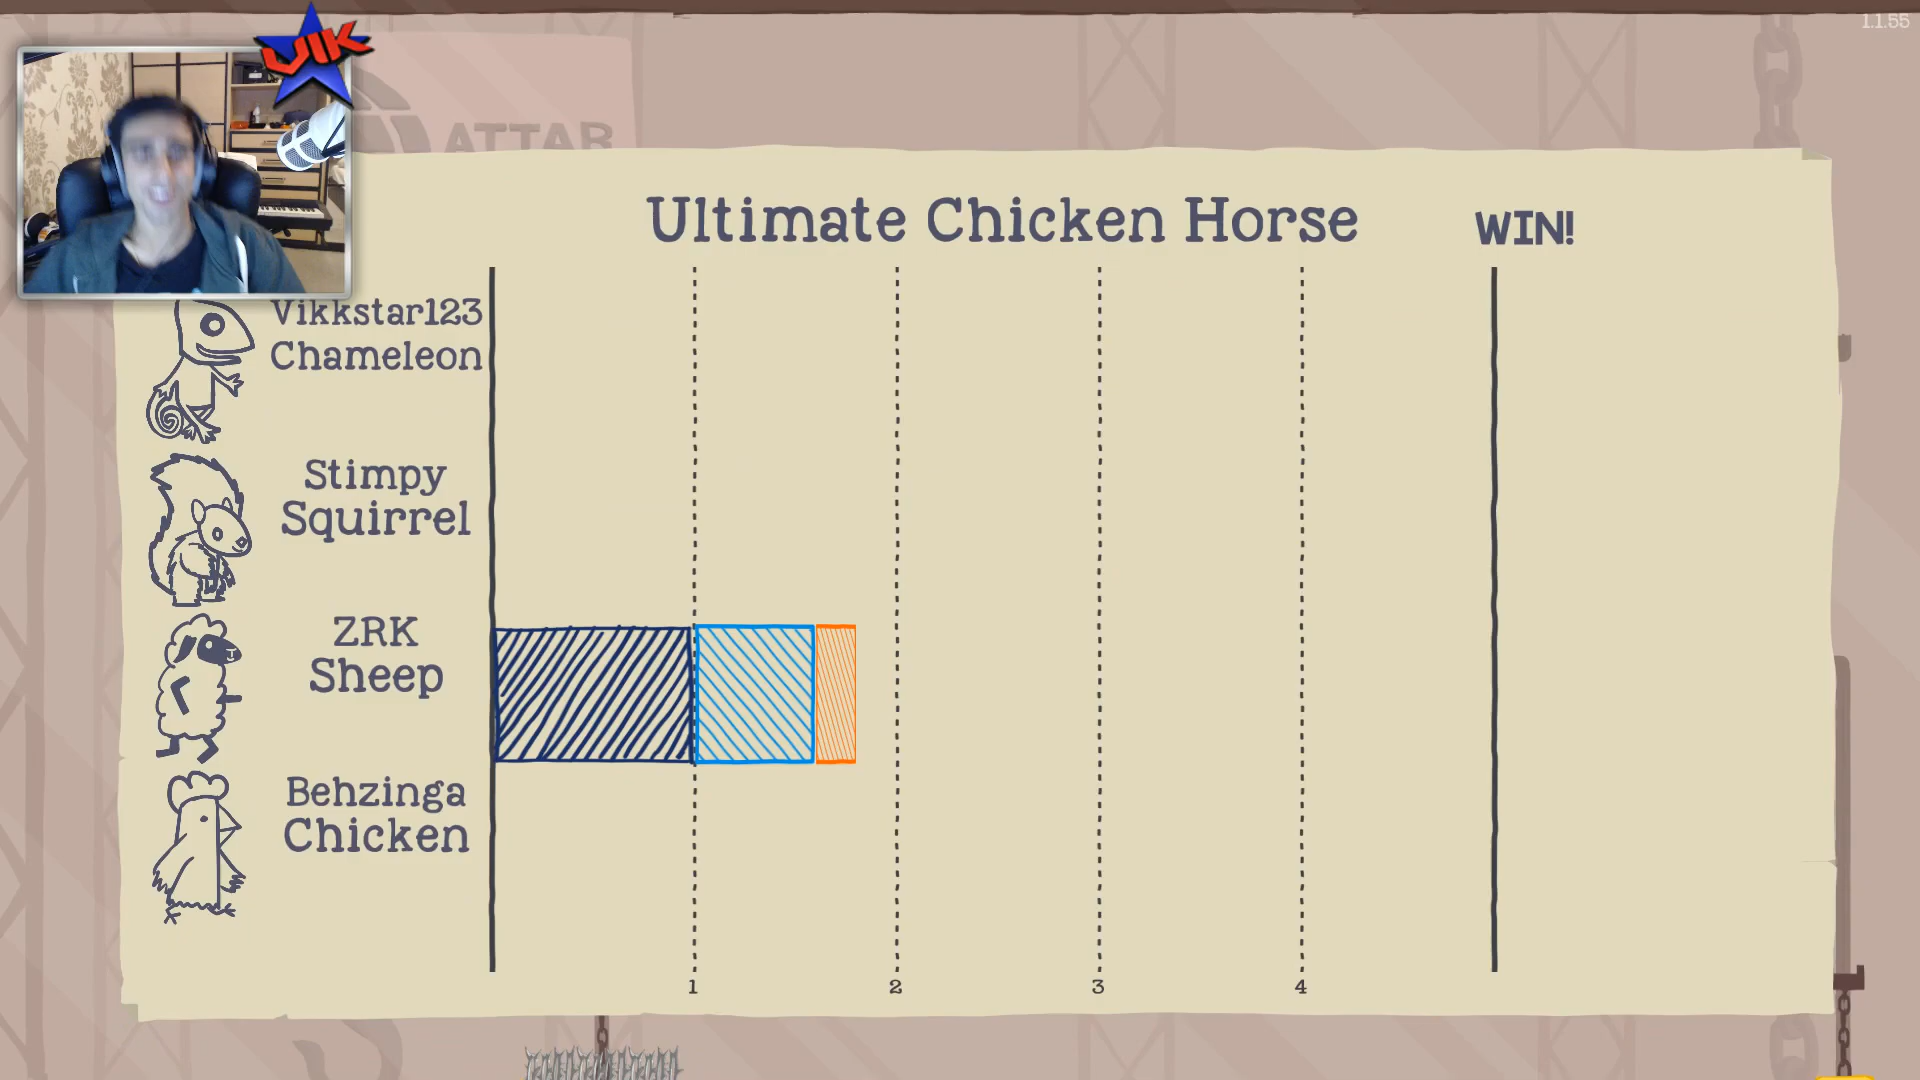 1.1.55
VIK
ATTAR
Ultimate Chicken Horse
WIN!
Vikkstar123
Chameleon
Stimpy
Squirrel
ZRK
Sheep
Behzinga
Chicken
1 2 3 4